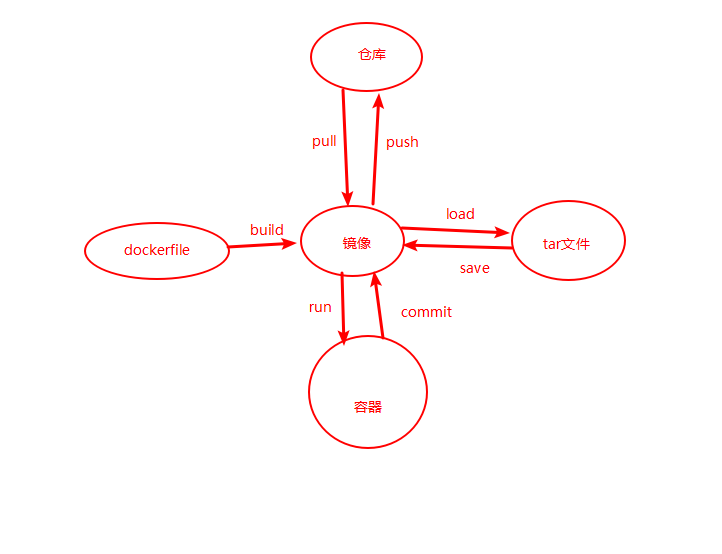 仓库
pull
push
镜像
load
build
dockerfile
tar文件
save
run
commit
容器